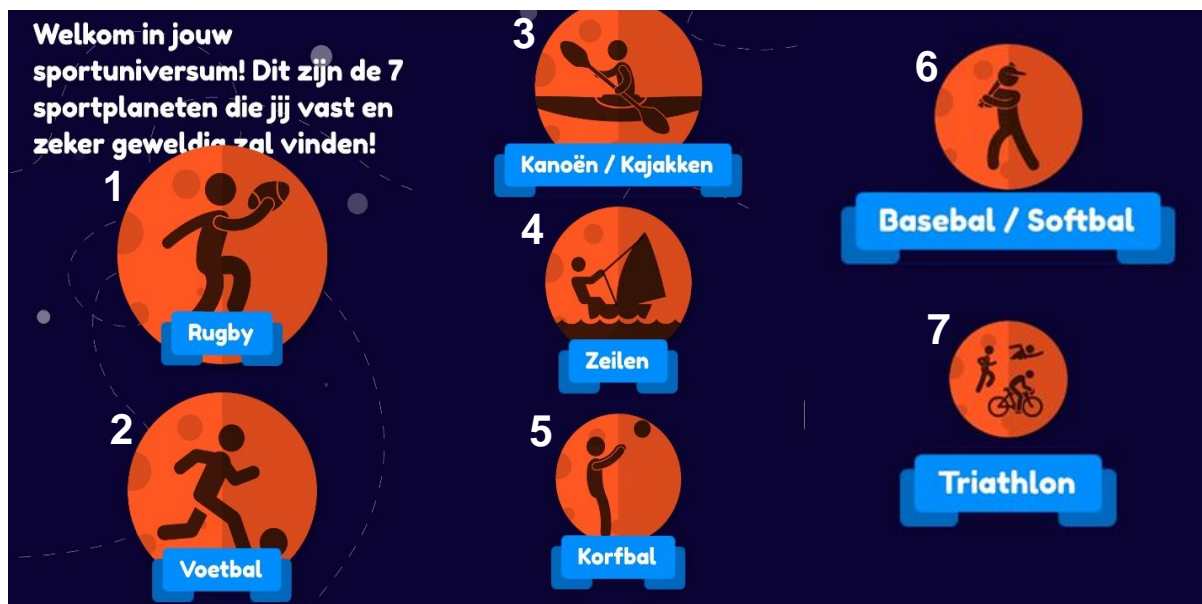 Welkom in jouw
sportuniversum! Dit zijn de 7
sportplaneten die jij vast en
zeker geweldig zal vinden!
1
Rugby
2
Voetbal
3
Kanoën / Kajakken
4
Zeilen
5
Korfbal
6
Basebal / Softbal
7
Triathlon